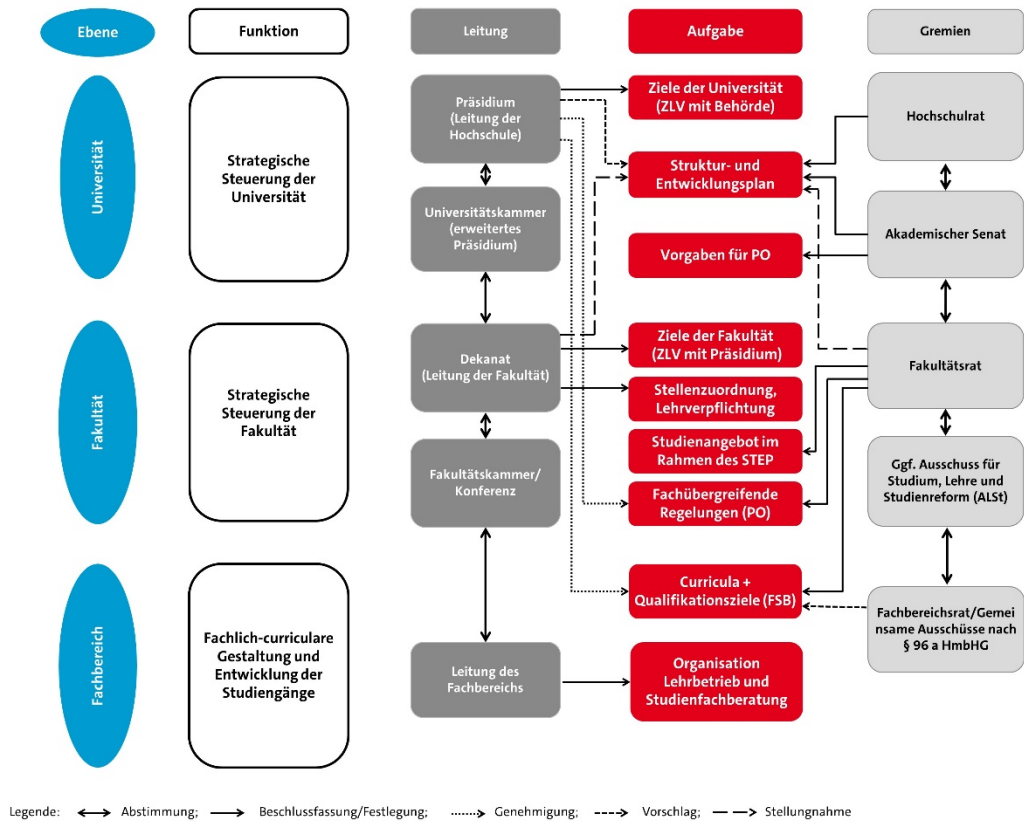 Ebene
Funktion
Leitung
Aufgabe
Gremien
Universität
Strategische
Steuerung der
Universität
Präsidium
(Leitung der
Hochschule)
Universitätskammer
(erweitertes
Präsidium)
Ziele der Universität
(ZLV mit Behörde)
Struktur- und
Entwicklungsplan
Vorgaben für PO
Hochschulrat
Akademischer Senat
Fakultät
Strategische
Steuerung der
Fakultät
Dekanat
(Leitung der Fakultät)
Fakultätskammer/
Konferenz
Ziele der Fakultät
(ZLV mit Präsidium)
Stellenzuordnung,
Lehrverpflichtung
Studienangebot im
Rahmen des STEP
Fachübergreifende
Regelungen (PO)
Fakultätsrat
Ggf. Ausschuss für
Studium, Lehre und
Studienreform (ALSt)
Fachbereich
Fachlich-curriculare
Gestaltung und
Entwicklung der
Studiengänge
Leitung des
Fachbereichs
Curricula +
Qualifikationsziele (FSB)
Organisation
Lehrbetrieb und
Studienfachberatung
Fachbereichsrat/Gemei
nsame Ausschüsse nach
§ 96 a HmbHG
Legende: Abstimmung; Beschlussfassung/Festlegung; Genehmigung; Vorschlag; Stellungnahme